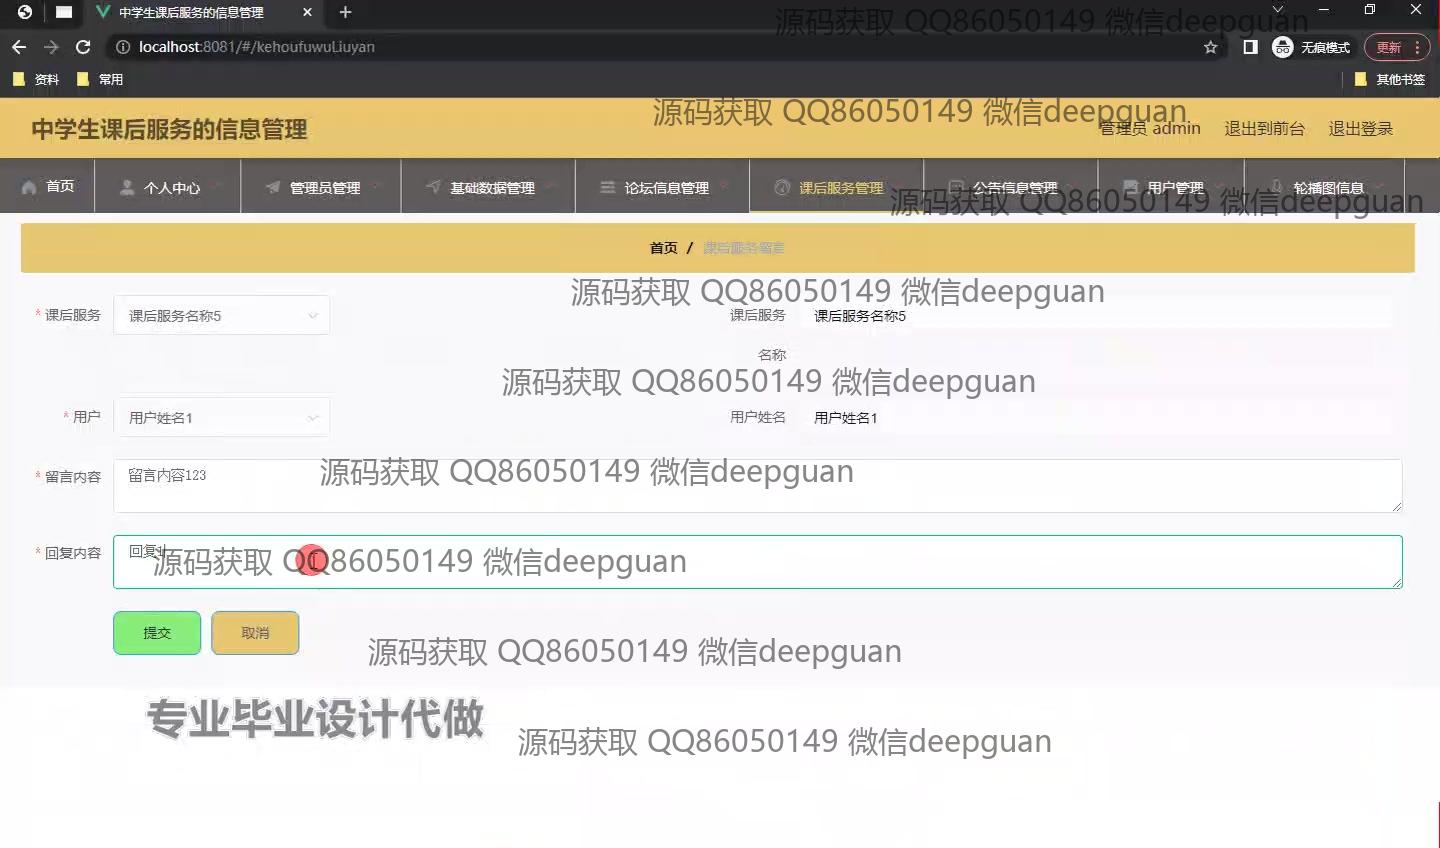 中学生课后服务的信息管理
源码获取 QQ86050149 微信deepguan
localhost:8081/#/kehoufuwuLiuyan
无痕模式
更新
资料
常用
其他书签
源码获取 QQ86050149 微信deepguan
中学生课后服务的信息管理
管理员 admin
退出到前台
退出登录
首页
个人中心
管理员管理
基础数据管理
论坛信息管理
课后服务管理
公告信息管理
用户管理
轮播图信息
源码获取 QQ86050149 微信deepguan
首页 / 课后服务留言
源码获取 QQ86050149 微信deepguan
* 课后服务
课后服务名称5
课后服务名称
课后服务名称5
源码获取 QQ86050149 微信deepguan
* 用户
用户姓名1
用户姓名
用户姓名1
* 留言内容
留言内容123
源码获取 QQ86050149 微信deepguan
* 回复内容
回复
源码获取 QQ86050149 微信deepguan
提交
取消
源码获取 QQ86050149 微信deepguan
专业毕业设计代做
源码获取 QQ86050149 微信deepguan